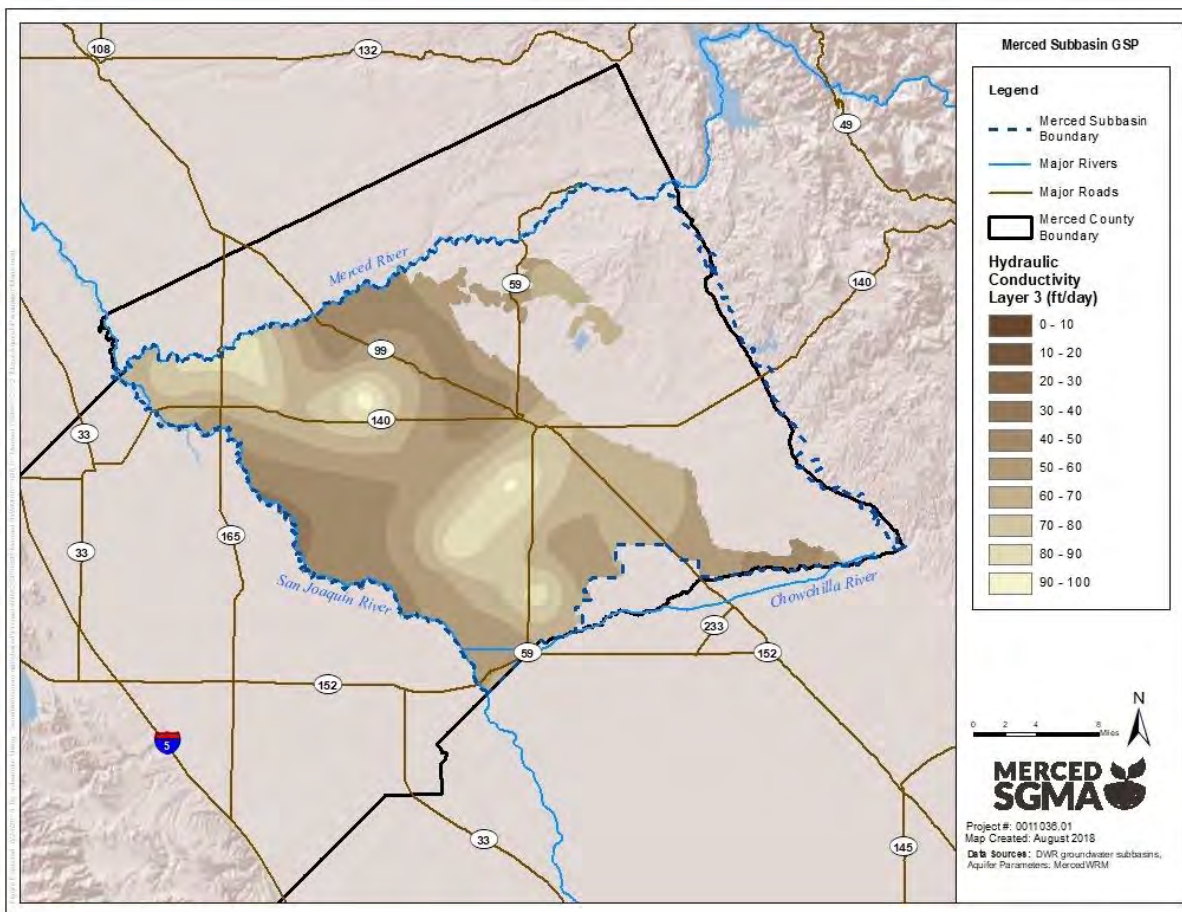 108
132
49
Merced River
59
140
99
140
33
165
33
San Joaquin River
Chowchilla River
233
59
152
152
5
33
145
Merced Subbasin GSP
Legend
Merced Subbasin
Boundary
Major Rivers
Major Roads
Merced County
Boundary
Hydraulic
Conductivity
Layer 3 (ft/day)
0 - 10
10 - 20
20 - 30
30 - 40
40 - 50
50 - 60
60 - 70
70 - 80
80 - 90
90 - 100
N
0 2 4 8
Miles
MERCED
SGMA
Project #: 0011036.01
Map Created: August 2018
Data Sources: DWR groundwater subbasins,
Aquifer Parameters: MercedWRM